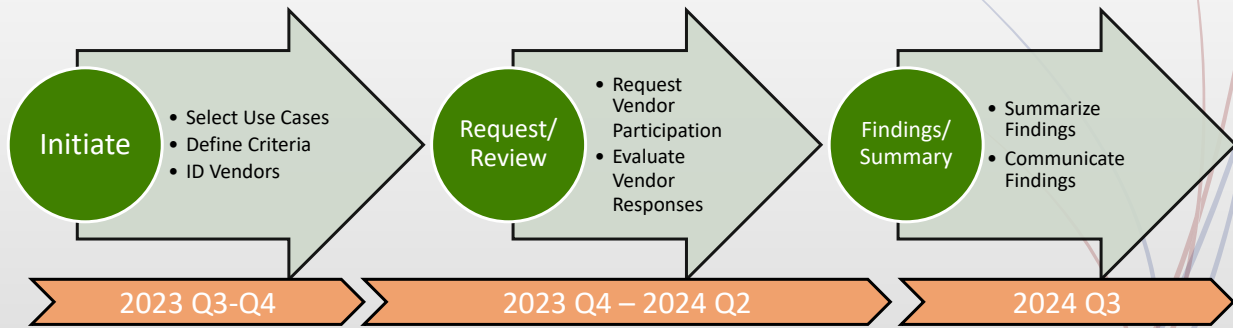 Initiate
• Select Use Cases
• Define Criteria
• ID Vendors
Request/
Review
• Request
Vendor
Participation
• Evaluate
Vendor
Responses
Findings/
Summary
• Summarize
Findings
• Communicate
Findings
2023 Q3-Q4
2023 Q4 – 2024 Q2
2024 Q3